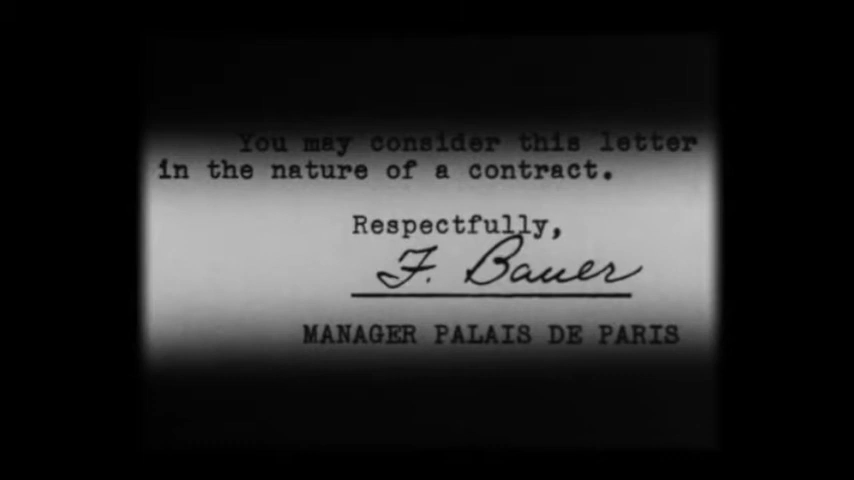 You may consider this letter
in the nature of a contract.
Respectfully,
F. Bauer
MANAGER PALAIS DE PARIS